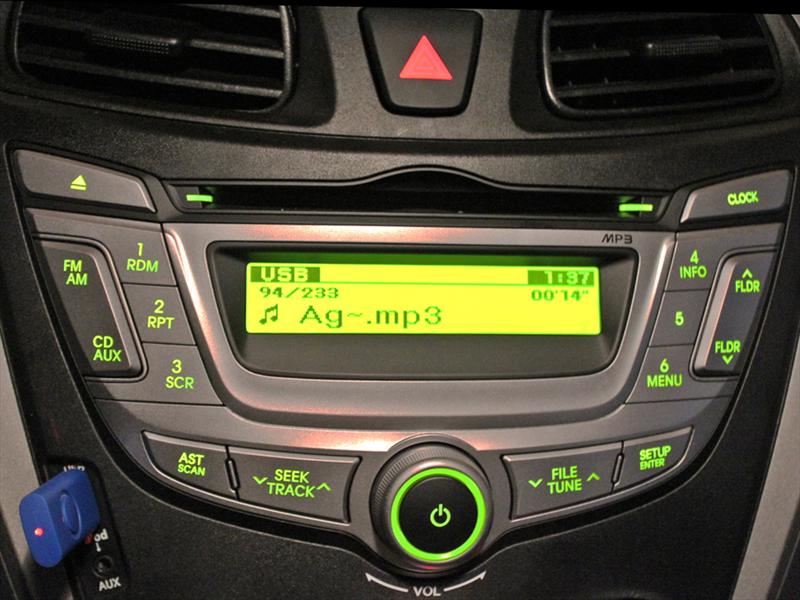 CLOCK
MP3
FM
AM
1
RDM
4
INFO
FLDR
USB 1:37
94/233 00'14"
Ag~.mp3
2
RPT
5
CD
AUX
3
SCR
6
MENU
FLDR
AST
SCAN
SEEK
TRACK
FILE
TUNE
SETUP
ENTER
AUX
VOL